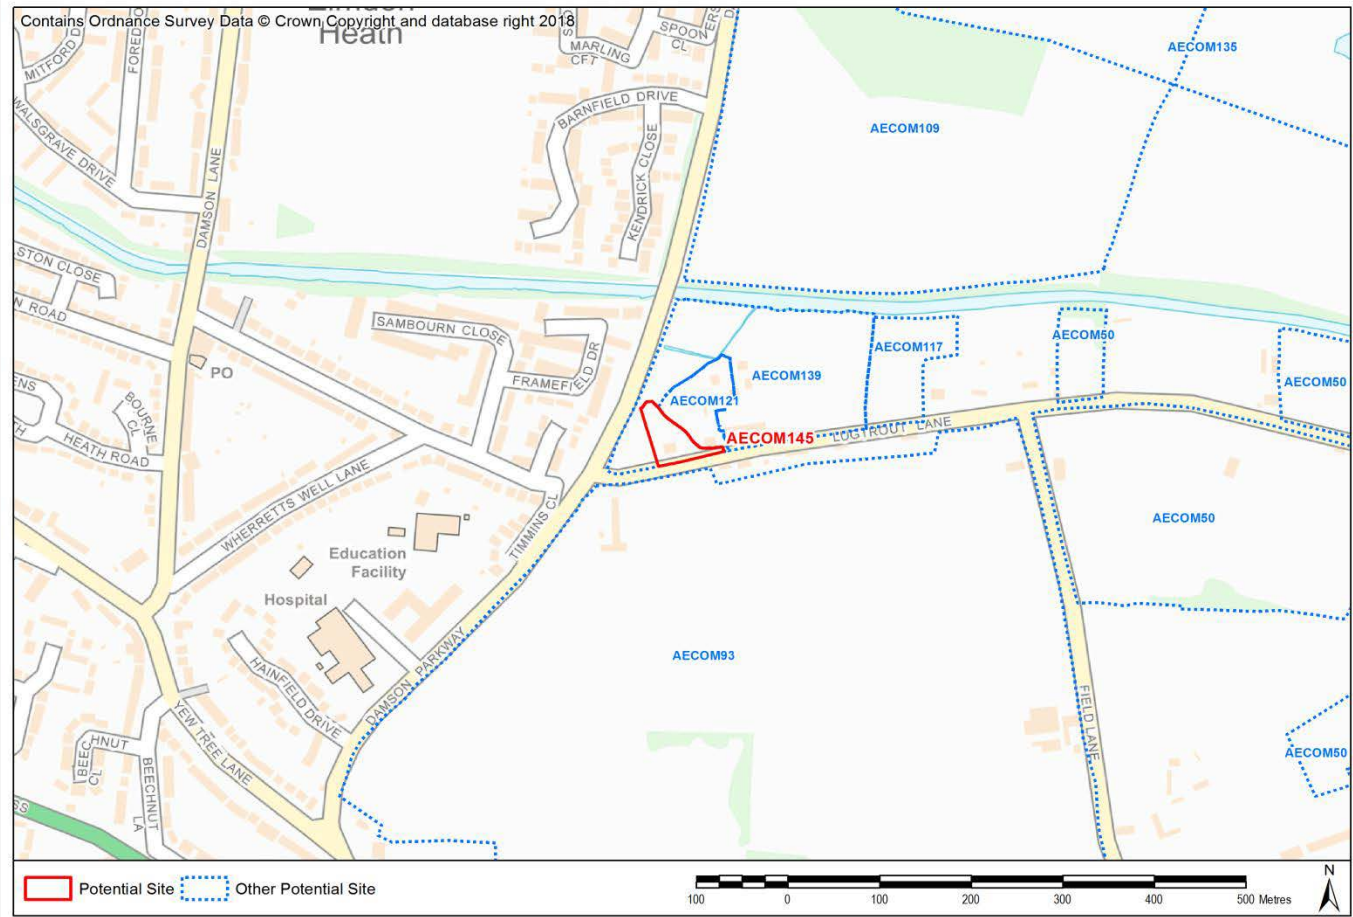 Contains Ordnance Survey Data © Crown Copyright and database right 2018
Heath
SPOON
CL
MARLING
CFT
MITFORD
WALSGRAVE DRIVE
DAMSON LANE
BARNFIELD DRIVE
KENDRICK CLOSE
AECOM135
AECOM109
CLOSE
ROAD
SAMBOURN CLOSE
FRAMEFIELD DR
PO
BOURNE
CL
HEATH ROAD
WHERRETTS WELL LANE
AECOM139
AECOM117
AECOM50
AECOM50
AECOM121
AECOM145
LUGTROUT LANE
TIMMINS CL
Education
Facility
Hospital
AECOM50
HAINFIELD DRIVE
DAMSON PARKWAY
AECOM93
FIELD LANE
AECOM50
YEW TREE LANE
BEECHNUT
CL
BEECHNUT
LA
Potential Site
Other Potential Site
100 0 100 200 300 400 500 Metres
N